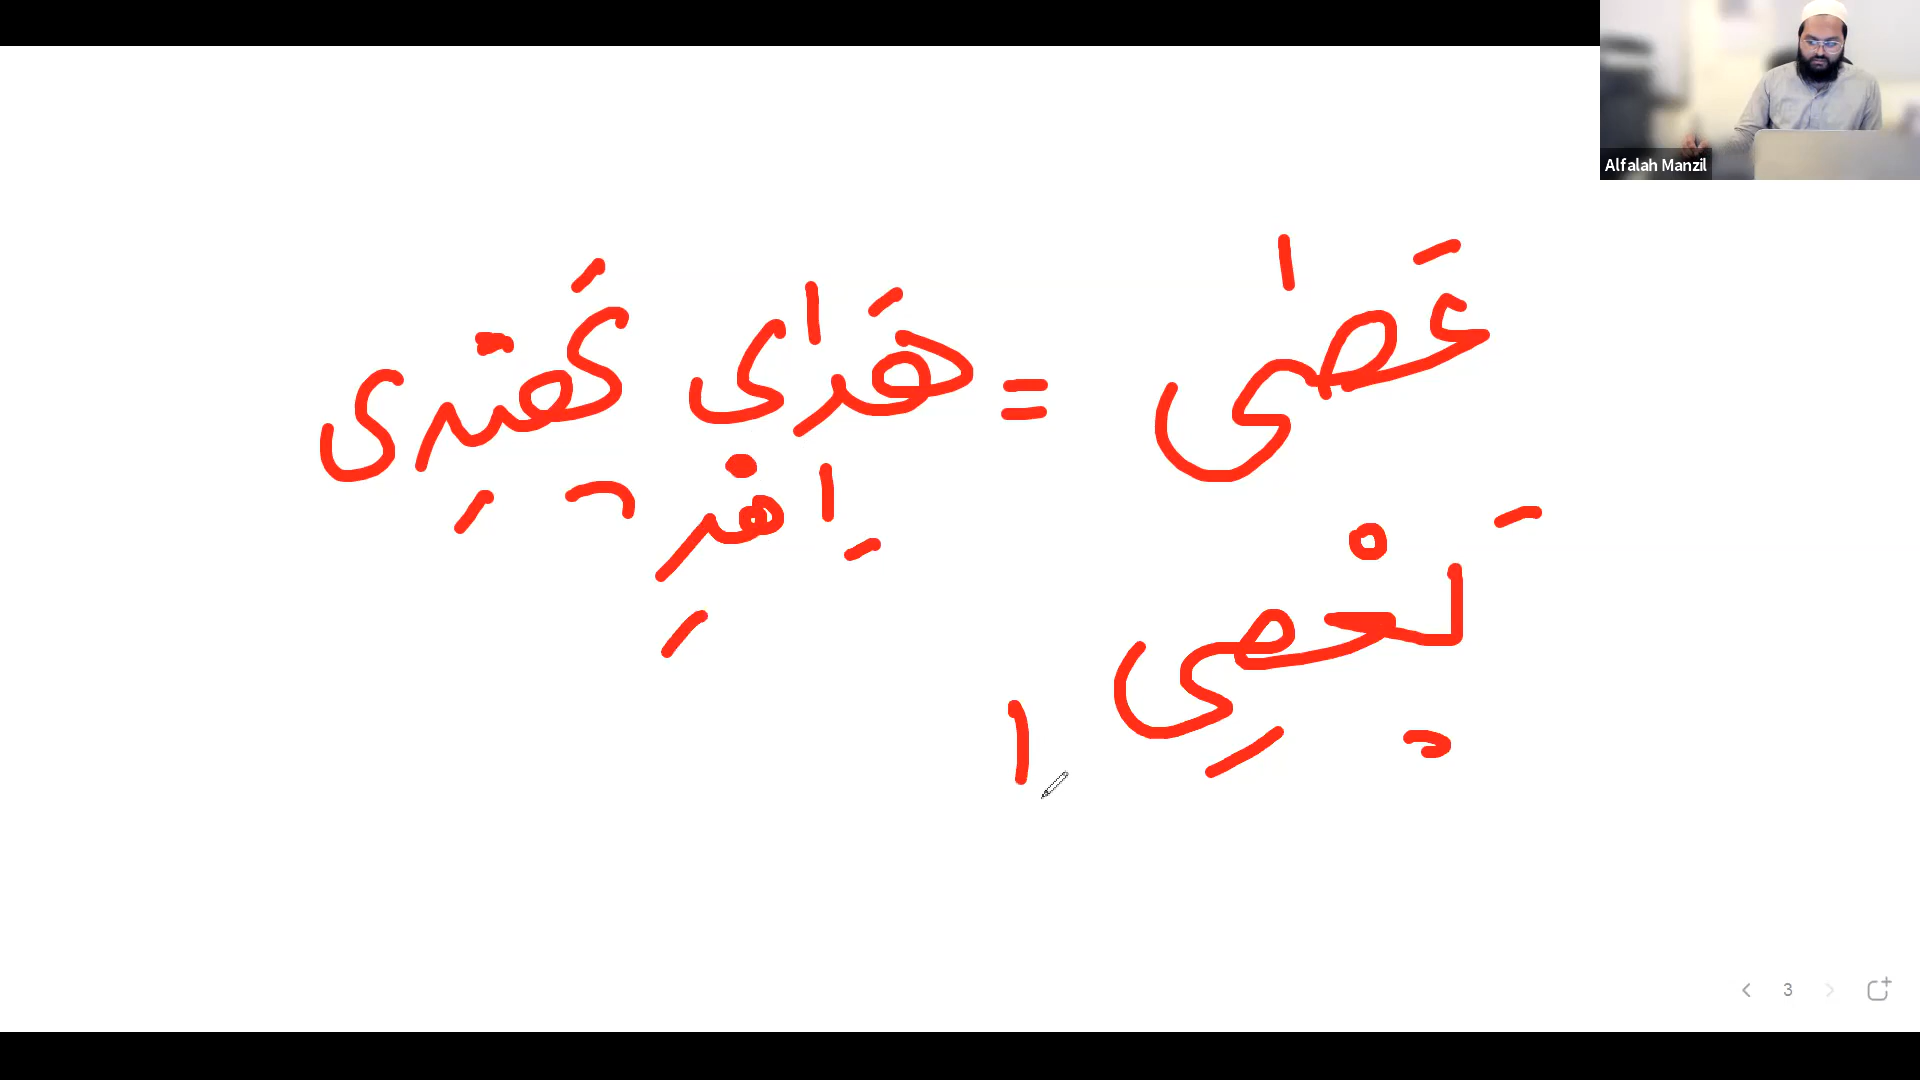 Alfalah Manzil
عَصٰى = هَدٰى يَهْدِى
اِهْدِ
يَعْصِى
ا
3